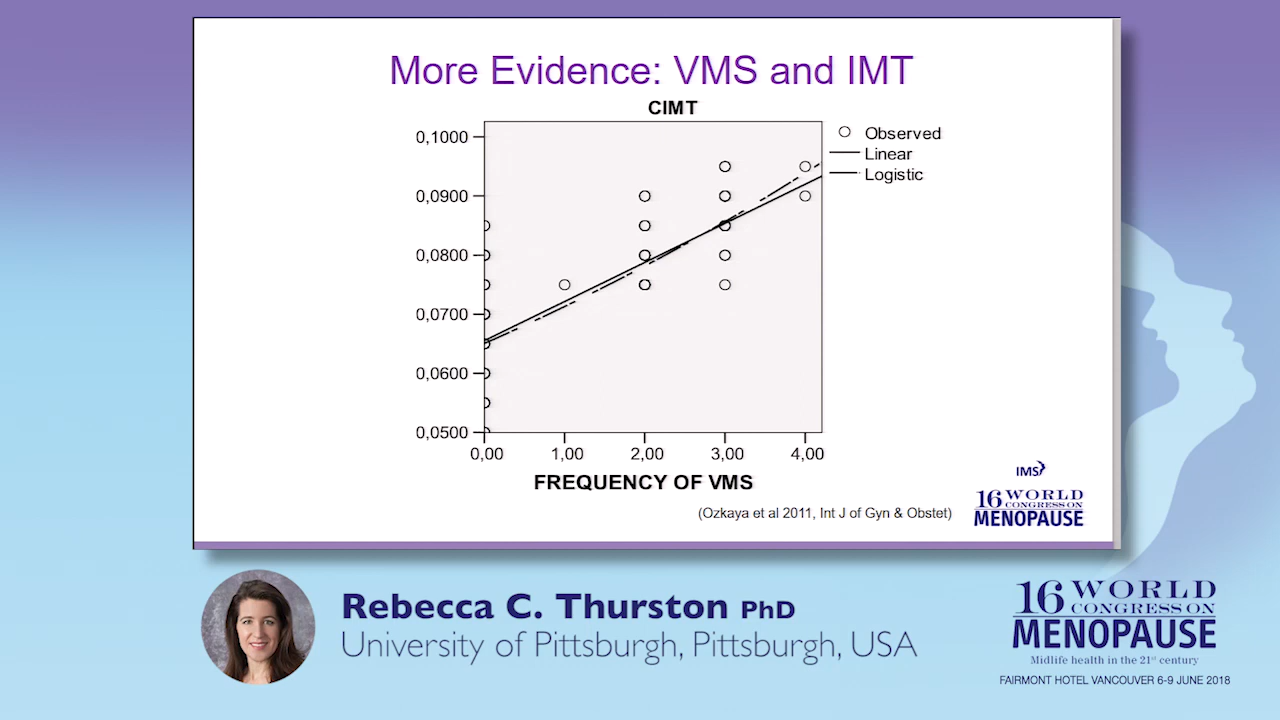 More Evidence: VMS and IMT
CIMT
0,1000
0,0900
0,0800
0,0700
0,0600
0,0500
0,00 1,00 2,00 3,00 4,00
FREQUENCY OF VMS
Observed
Linear
Logistic
(Ozkaya et al 2011, Int J of Gyn & Obstet)
IMS
16 WORLD
CONGRESS ON
MENOPAUSE
Rebecca C. Thurston PhD
University of Pittsburgh, Pittsburgh, USA
16 WORLD
CONGRESS ON
MENOPAUSE
Midlife health in the 21st century
FAIRMONT HOTEL VANCOUVER 6-9 JUNE 2018